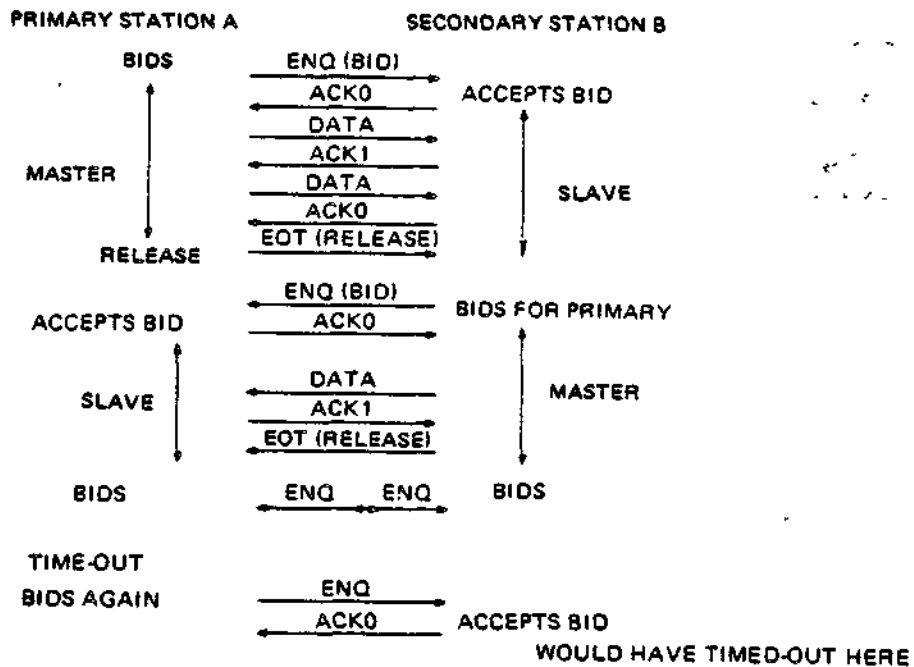 PRIMARY STATION A SECONDARY STATION B
BIDS ENQ (BID)
ACK0 ACCEPTS BID
DATA
ACK1
MASTER DATA SLAVE
ACK0
RELEASE EOT (RELEASE)
ENQ (BID) BIDS FOR PRIMARY
ACCEPTS BID ACK0
DATA
SLAVE MASTER
ACK1
EOT (RELEASE)
BIDS ENQ ENQ BIDS
TIME-OUT
BIDS AGAIN ENQ
ACK0 ACCEPTS BID
WOULD HAVE TIMED-OUT HERE